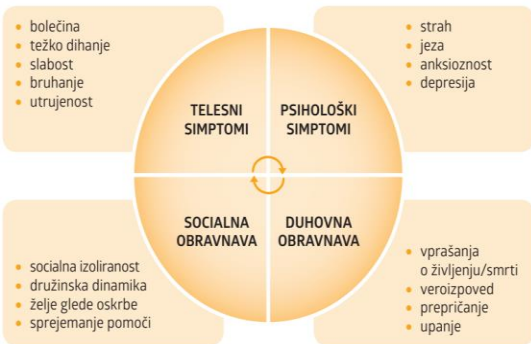 • bolečina
• težko dihanje
• slabost
• bruhanje
• utrujenost
• strah
• jeza
• anksioznost
• depresija
TELESNI
SIMPTOMI
PSIHOLOŠKI
SIMPTOMI
SOCIALNA
OBRAVNAVA
DUHOVNA
OBRAVNAVA
• socialna izoliranost
• družinska dinamika
• želje glede oskrbe
• sprejemanje pomoči
• vprašanja
o življenju/smrti
• veroizpoved
• prepričanje
• upanje